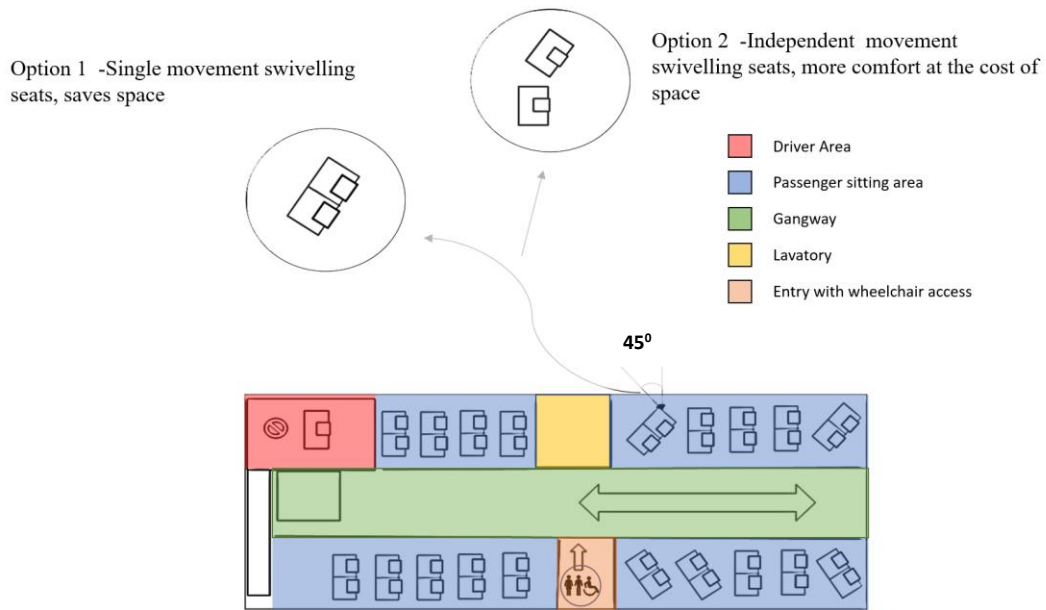 Option 1 -Single movement swivelling
seats, saves space
Option 2 -Independent movement
swivelling seats, more comfort at the cost of
space
Driver Area
Passenger sitting area
Gangway
Lavatory
Entry with wheelchair access
45⁰